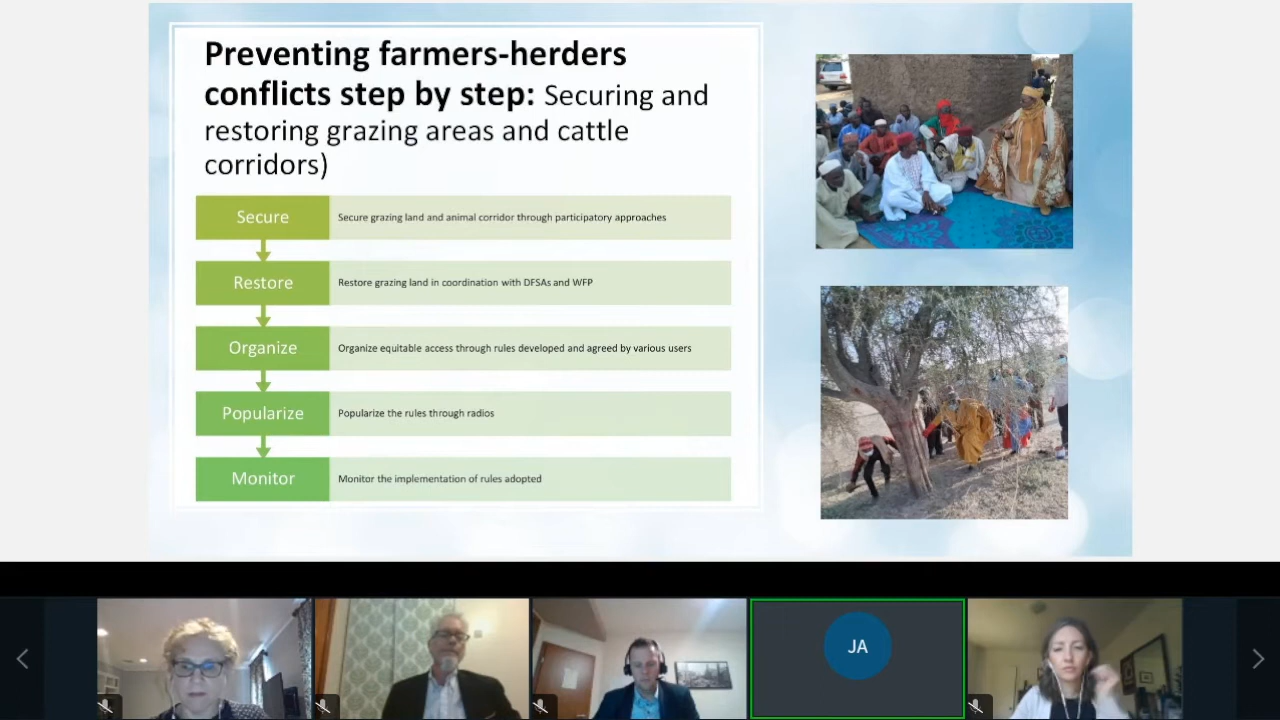 Preventing farmers-herders
conflicts step by step: Securing and
restoring grazing areas and cattle
corridors)
Secure
Secure grazing land and animal corridor through participatory approaches
Restore
Restore grazing land in coordination with DFSAs and WFP
Organize
Organize equitable access through rules developed and agreed by various users
Popularize
Popularize the rules through radios
Monitor
Monitor the implementation of rules adopted
JA